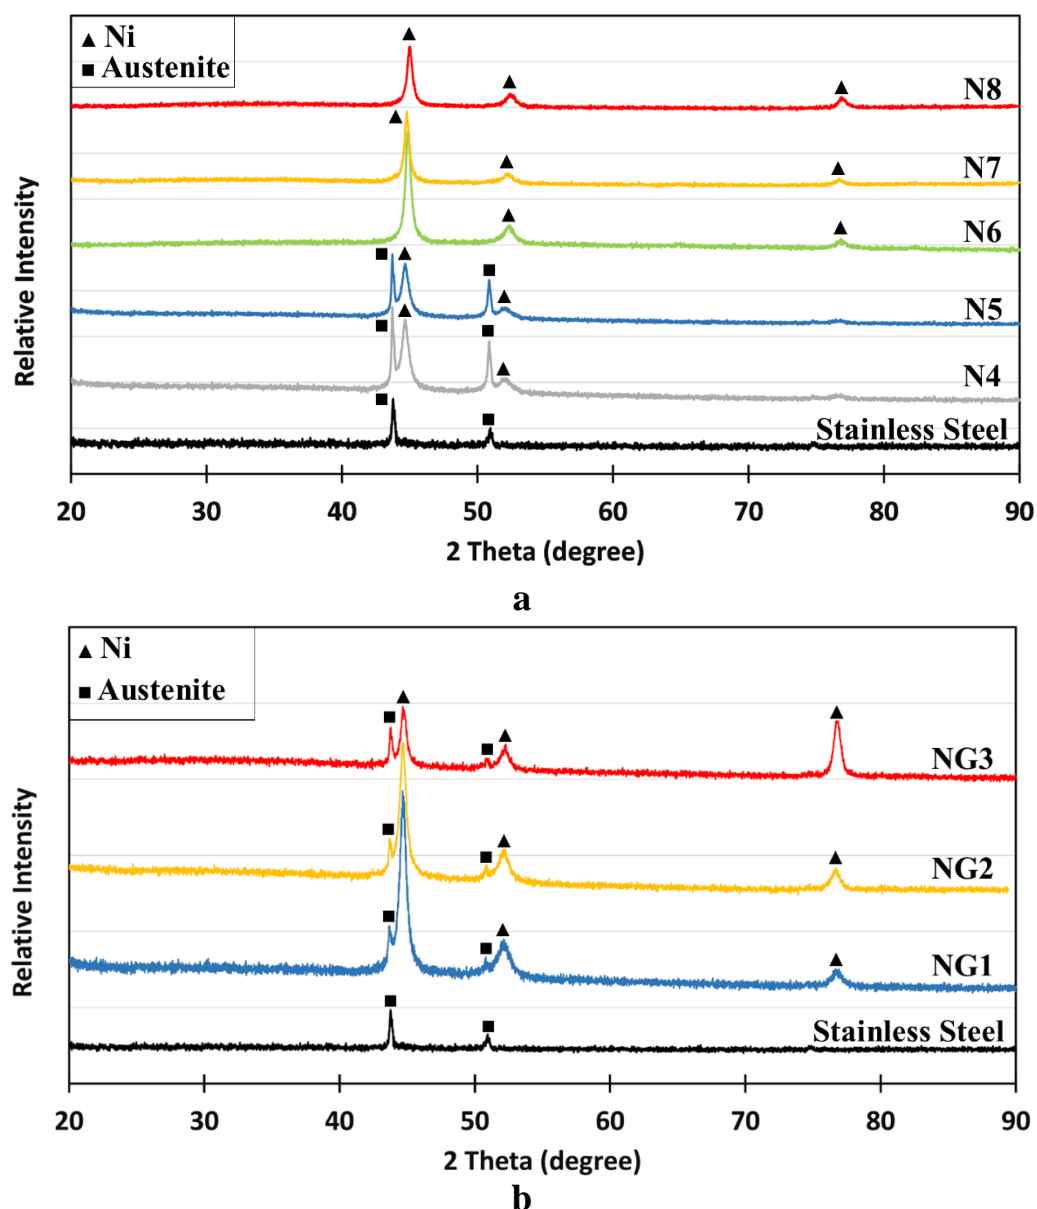 ▲ Ni
■ Austenite
N8
N7
N6
N5
N4
Stainless Steel
Relative Intensity
20 30 40 50 60 70 80 90
2 Theta (degree)
a
▲ Ni
■ Austenite
NG3
NG2
NG1
Stainless Steel
Relative Intensity
20 30 40 50 60 70 80 90
2 Theta (degree)
b